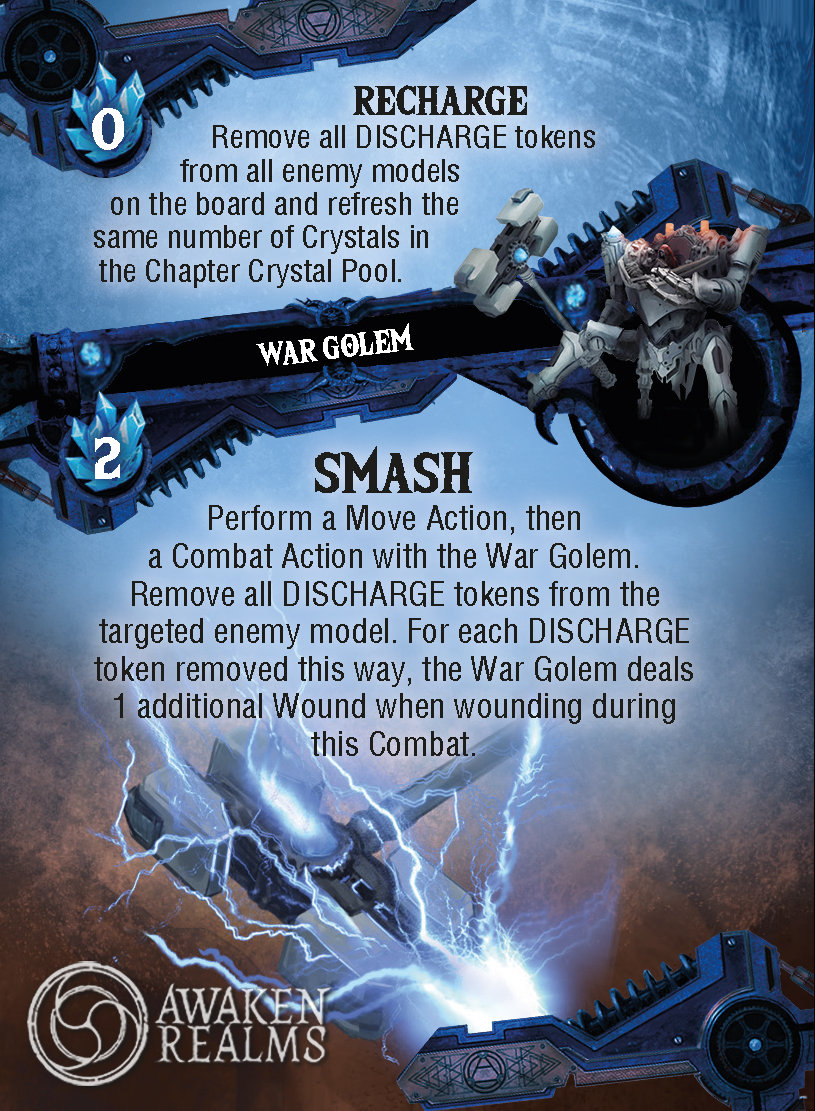 0
RECHARGE
Remove all DISCHARGE tokens
from all enemy models
on the board and refresh the
same number of Crystals in
the Chapter Crystal Pool.
WAR GOLEM
2
SMASH
Perform a Move Action, then
a Combat Action with the War Golem.
Remove all DISCHARGE tokens from the
targeted enemy model. For each DISCHARGE
token removed this way, the War Golem deals
1 additional Wound when wounding during
this Combat.
AWAKEN
REALMS